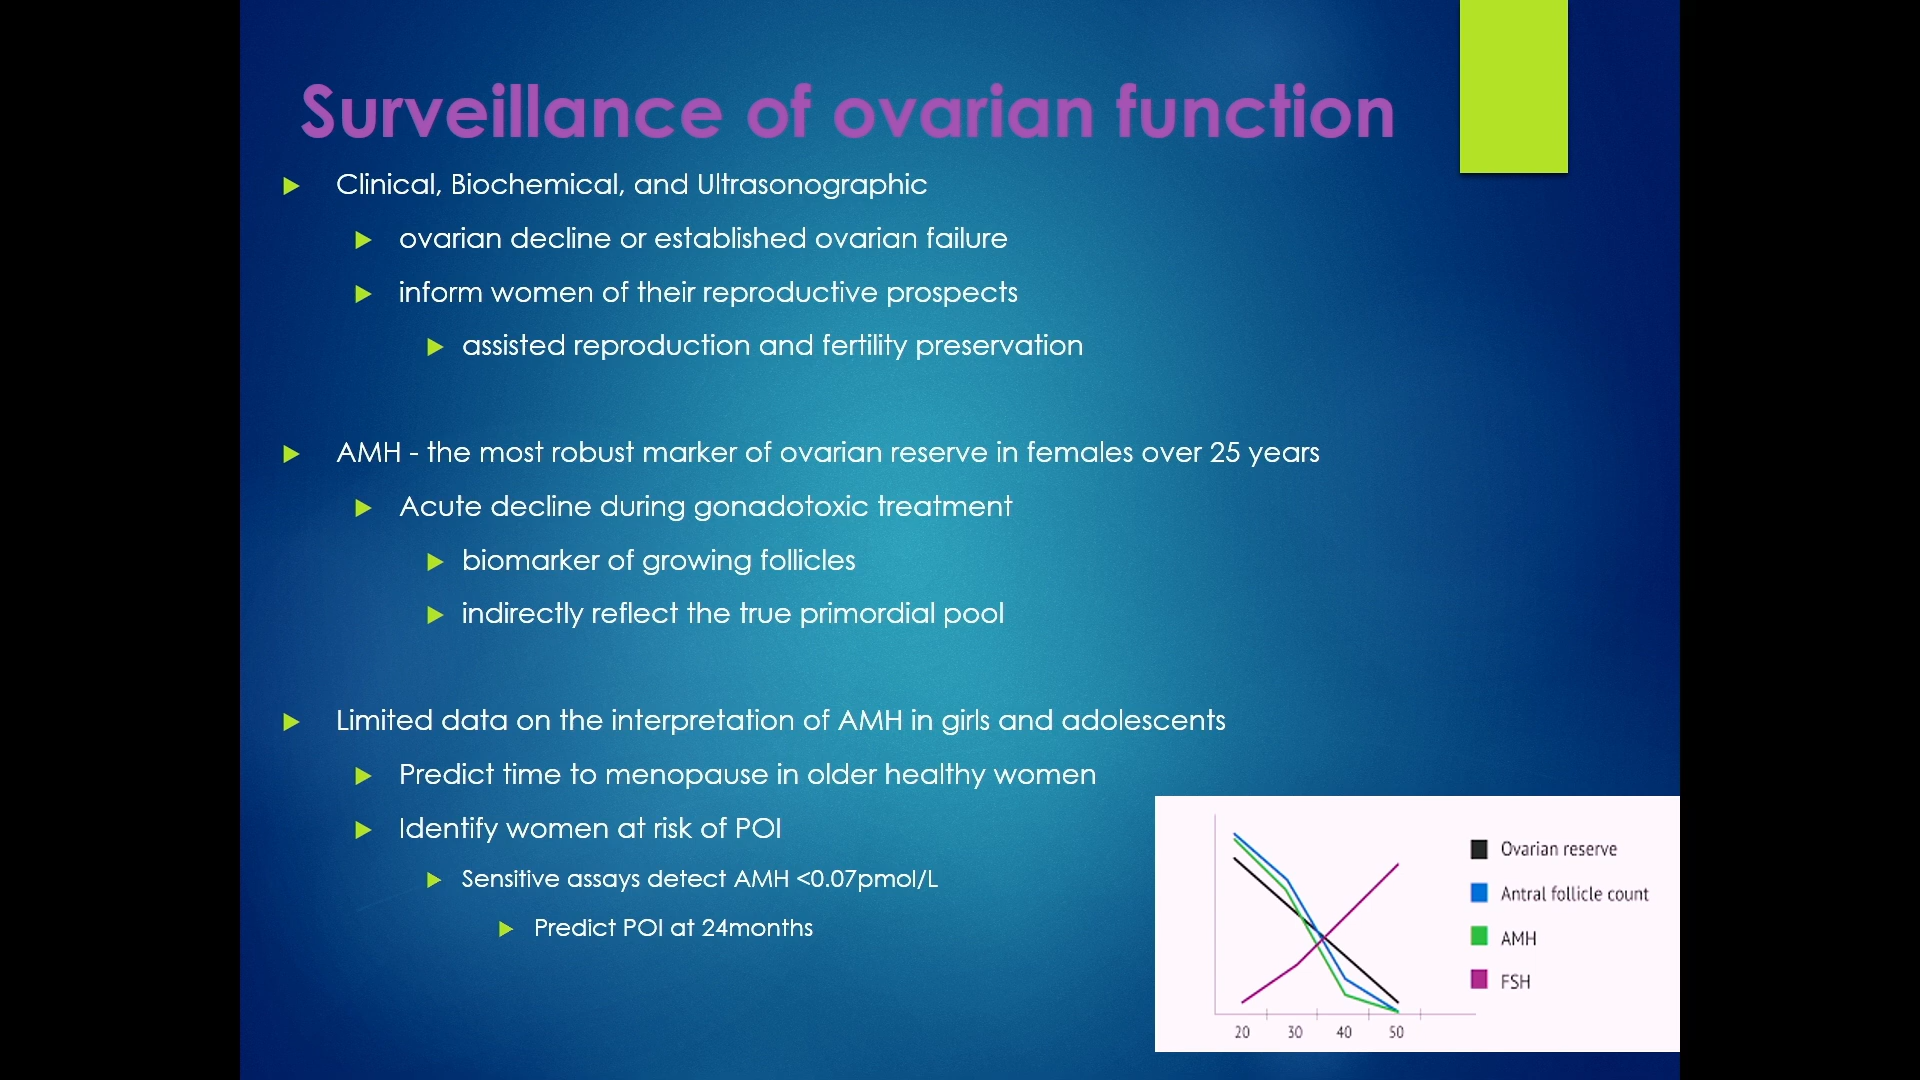 Surveillance of ovarian function
Clinical, Biochemical, and Ultrasonographic
ovarian decline or established ovarian failure
inform women of their reproductive prospects
assisted reproduction and fertility preservation
AMH - the most robust marker of ovarian reserve in females over 25 years
Acute decline during gonadotoxic treatment
biomarker of growing follicles
indirectly reflect the true primordial pool
Limited data on the interpretation of AMH in girls and adolescents
Predict time to menopause in older healthy women
Identify women at risk of POI
Sensitive assays detect AMH <0.07pmol/L
Predict POI at 24months
Ovarian reserve
Antral follicle count
AMH
FSH
20 30 40 50